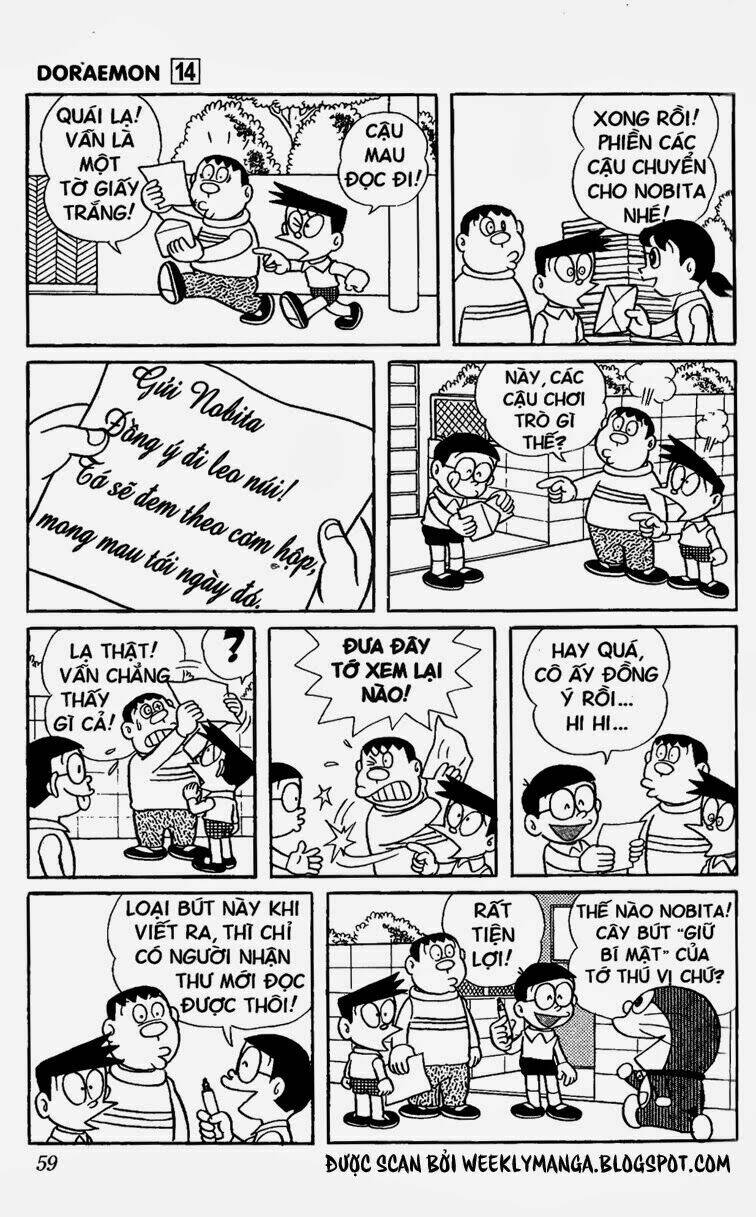 DORAEMON 14
XONG RỒI!
PHIỀN CÁC
CẬU CHUYỂN
CHO NOBITA
NHÉ!
CẬU
MAU
ĐỌC ĐI!
QUÁI LẠ!
VẪN LÀ
MỘT
TỜ GIẤY
TRẮNG!
NÀY, CÁC
CẬU CHƠI
TRÒ GÌ
THẾ?
Gửi Nobita
Đồng ý đi leo núi!
Tớ sẽ đem theo cơm hộp,
mong mau tới ngày đó.
HAY QUÁ,
CÔ ẤY ĐỒNG
Ý RỒI...
HI HI...
ĐƯA ĐÂY
TỚ XEM LẠI
NÀO!
?
LẠ THẬT!
VẪN CHẲNG
THẤY
GÌ CẢ!
THẾ NÀO NOBITA!
CÂY BÚT "GIỮ
BÍ MẬT" CỦA
TỚ THÚ VỊ CHỨ?
RẤT
TIỆN
LỢI!
LOẠI BÚT NÀY KHI
VIẾT RA, THÌ CHỈ
CÓ NGƯỜI NHẬN
THƯ MỚI ĐỌC
ĐƯỢC THÔI!
59
ĐƯỢC SCAN BỞI WEEKLYMANGA.BLOGSPOT.COM